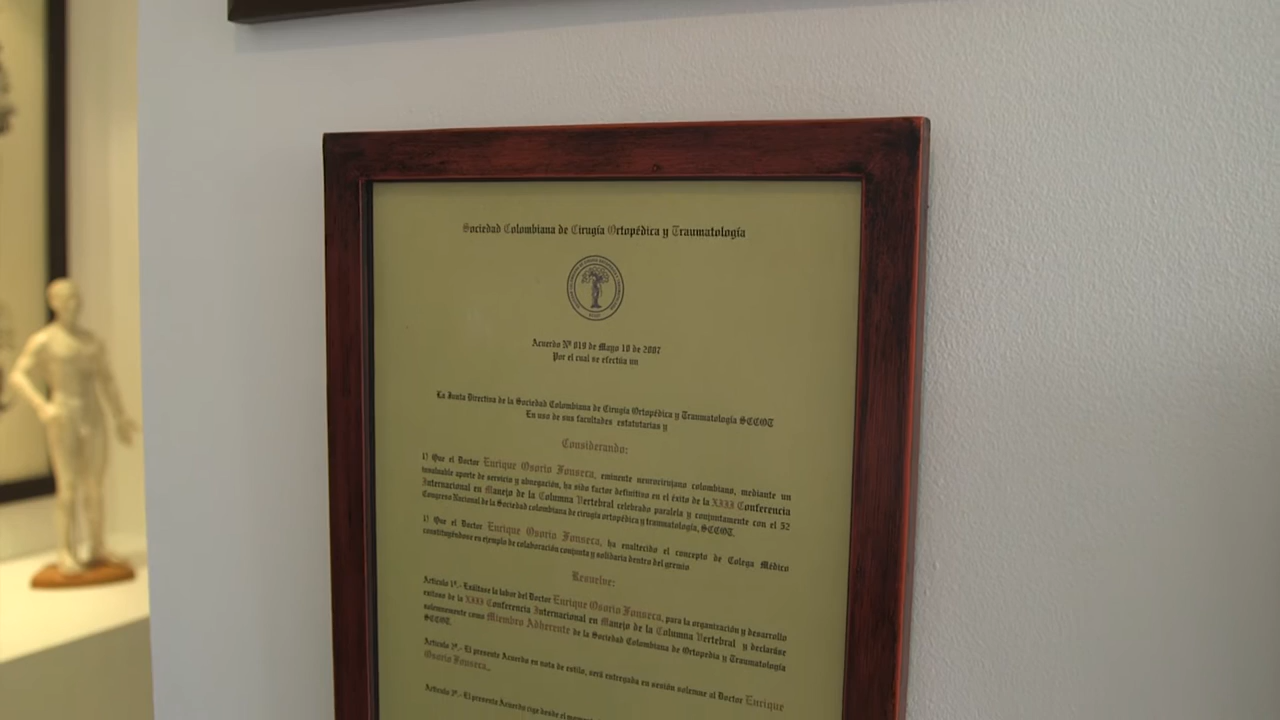 Sociedad Colombiana de Cirugía Ortopédica y Traumatología
Acuerdo Nº 019 de Mayo 10 de 2007
Por el cual se efectúa un
La Junta Directiva de la Sociedad Colombiana de Cirugía Ortopédica y Traumatología SCCOT
En uso de sus facultades estatutarias y
Considerando:
1) Que el Doctor Enrique Osorio Fonseca, eminente neurocirujano colombiano, mediante un
invaluable aporte de servicio y abnegación, ha sido factor definitivo en el éxito de la XIII Conferencia
Internacional en Manejo de la Columna Vertebral celebrado paralela y conjuntamente con el 52
Congreso Nacional de la Sociedad colombiana de cirugía ortopédica y traumatología, SCCOT.
1) Que el Doctor Enrique Osorio Fonseca, ha enaltecido el concepto de Colega Médico
constituyéndose en ejemplo de colaboración conjunta y solidaria dentro del gremio
Resuelve:
Artículo 1º.- Exáltase la labor del Doctor Enrique Osorio Fonseca, para la organización y desarrollo
exitoso de la XIII Conferencia Internacional en Manejo de la Columna Vertebral y declarase
solemnemente como Miembro Adherente de la Sociedad Colombiana de Ortopedia y Traumatología
SCCOT.
Artículo 2º.- El presente Acuerdo en nota de estilo, será entregada en sesión solemne al Doctor Enrique
Osorio Fonseca.
Artículo 3º.- El presente Acuerdo rige desde el